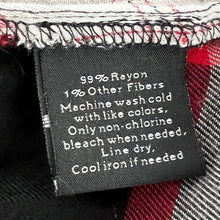 99% Rayon
1% Other Fibers
Machine wash cold
with like colors,
Only non-chlorine
bleach when needed,
Line dry,
Cool iron if needed